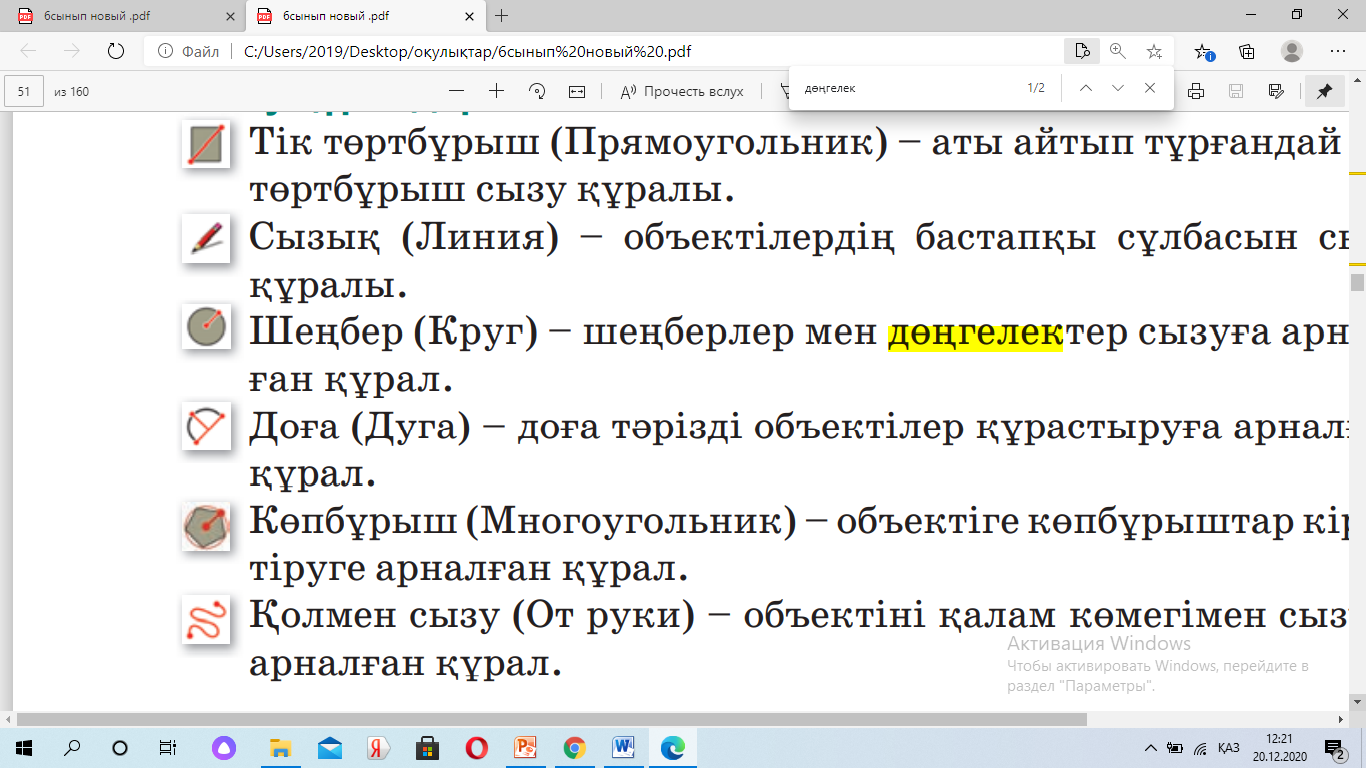 6сынып новый .pdf
6сынып новый .pdf
Файл
C:/Users/2019/Desktop/оқулықтар/6сынып%20новый%20.pdf
51 из 160
Прочесть вслух
дөңгелек 1/2
Тік төртбұрыш (Прямоугольник) – аты айтып тұрғандай
төртбұрыш сызу құралы.
Сызық (Линия) – объектілердің бастапқы сұлбасын
құралы.
Шеңбер (Круг) – шеңберлер мен дөңгелектер сызуға арн
ған құрал.
Доға (Дуга) – доға тәрізді объектілер құрастыруға арнал
құрал.
Көпбұрыш (Многоугольник) – объектіге көпбұрыштар кір
тіруге арналған құрал.
Қолмен сызу (От руки) – объектіні қалам көмегімен сыз
арналған құрал.
Активация Windows
Чтобы активировать Windows, перейдите в
раздел "Параметры".
ҚАЗ
12:21
20.12.2020
2